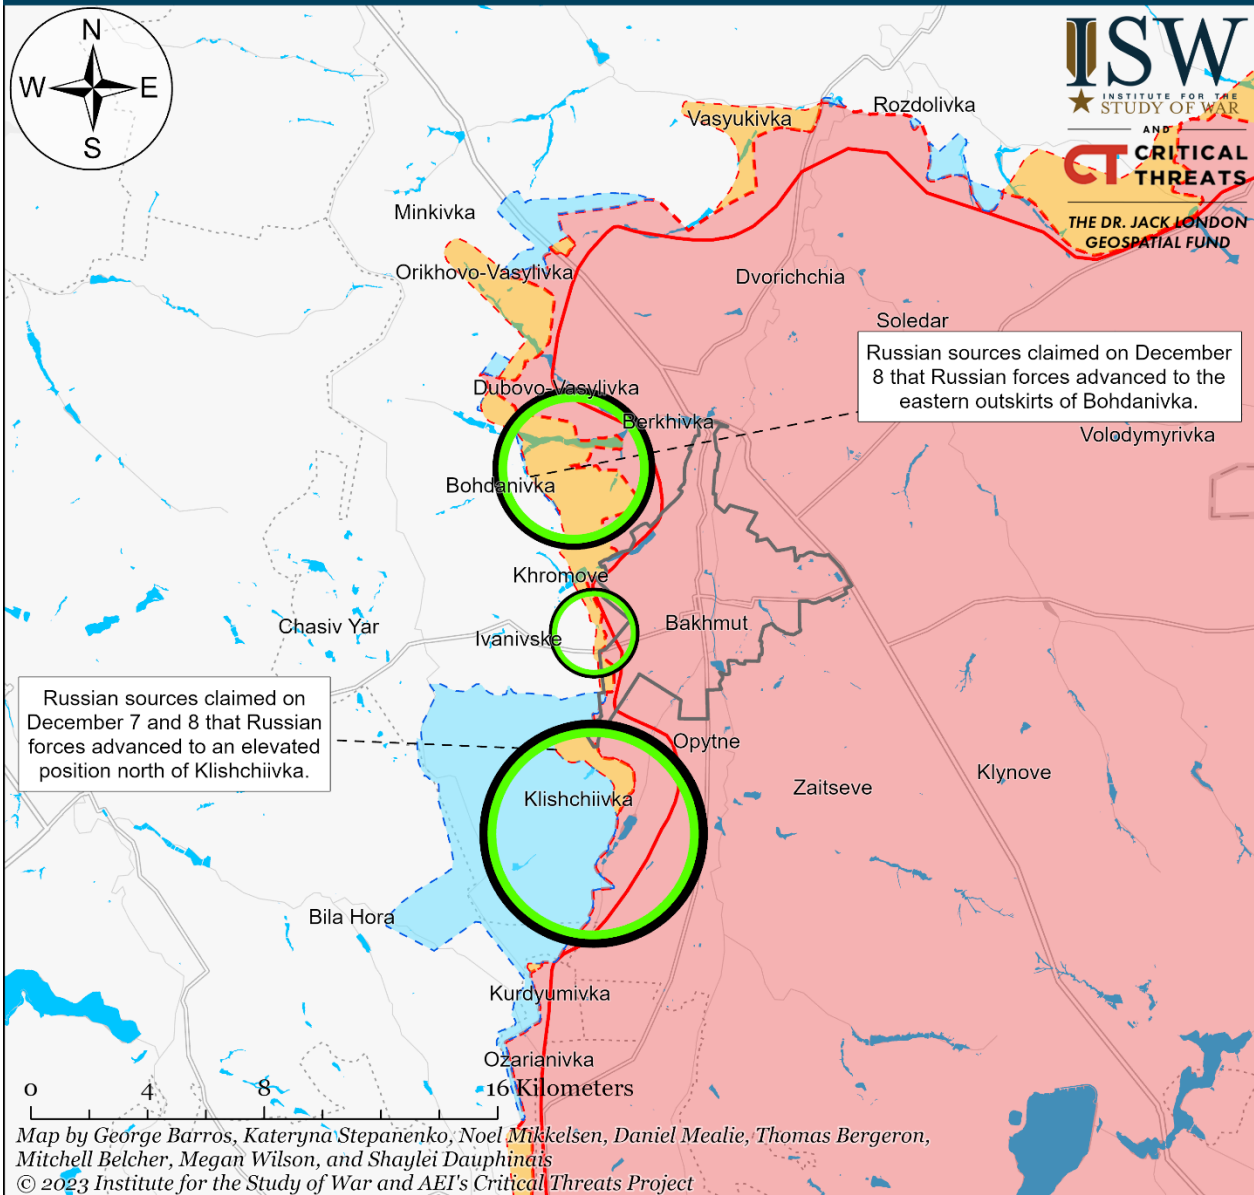 N
W E
S
ISW
INSTITUTE FOR THE
STUDY OF WAR
AND
CT CRITICAL
THREATS
THE DR. JACK LONDON
GEOSPATIAL FUND
Vasyukivka
Rozdolivka
Minkivka
Orikhovo-Vasylivka
Dvorichchia
Soledar
Russian sources claimed on December
8 that Russian forces advanced to the
eastern outskirts of Bohdanivka.
Dubovo-Vasylivka
Berkhivka
Volodymyrivka
Bohdanivka
Khromove
Chasiv Yar
Ivanivske
Bakhmut
Russian sources claimed on
December 7 and 8 that Russian
forces advanced to an elevated
position north of Klishchiivka.
Opytne
Klynove
Zaitseve
Klishchiivka
Bila Hora
Kurdyumivka
Ozarianivka
0 4 8 16 Kilometers
Map by George Barros, Kateryna Stepanenko, Noel Mikkelsen, Daniel Mealie, Thomas Bergeron,
Mitchell Belcher, Megan Wilson, and Shaylei Dauphinais
© 2023 Institute for the Study of War and AEI's Critical Threats Project